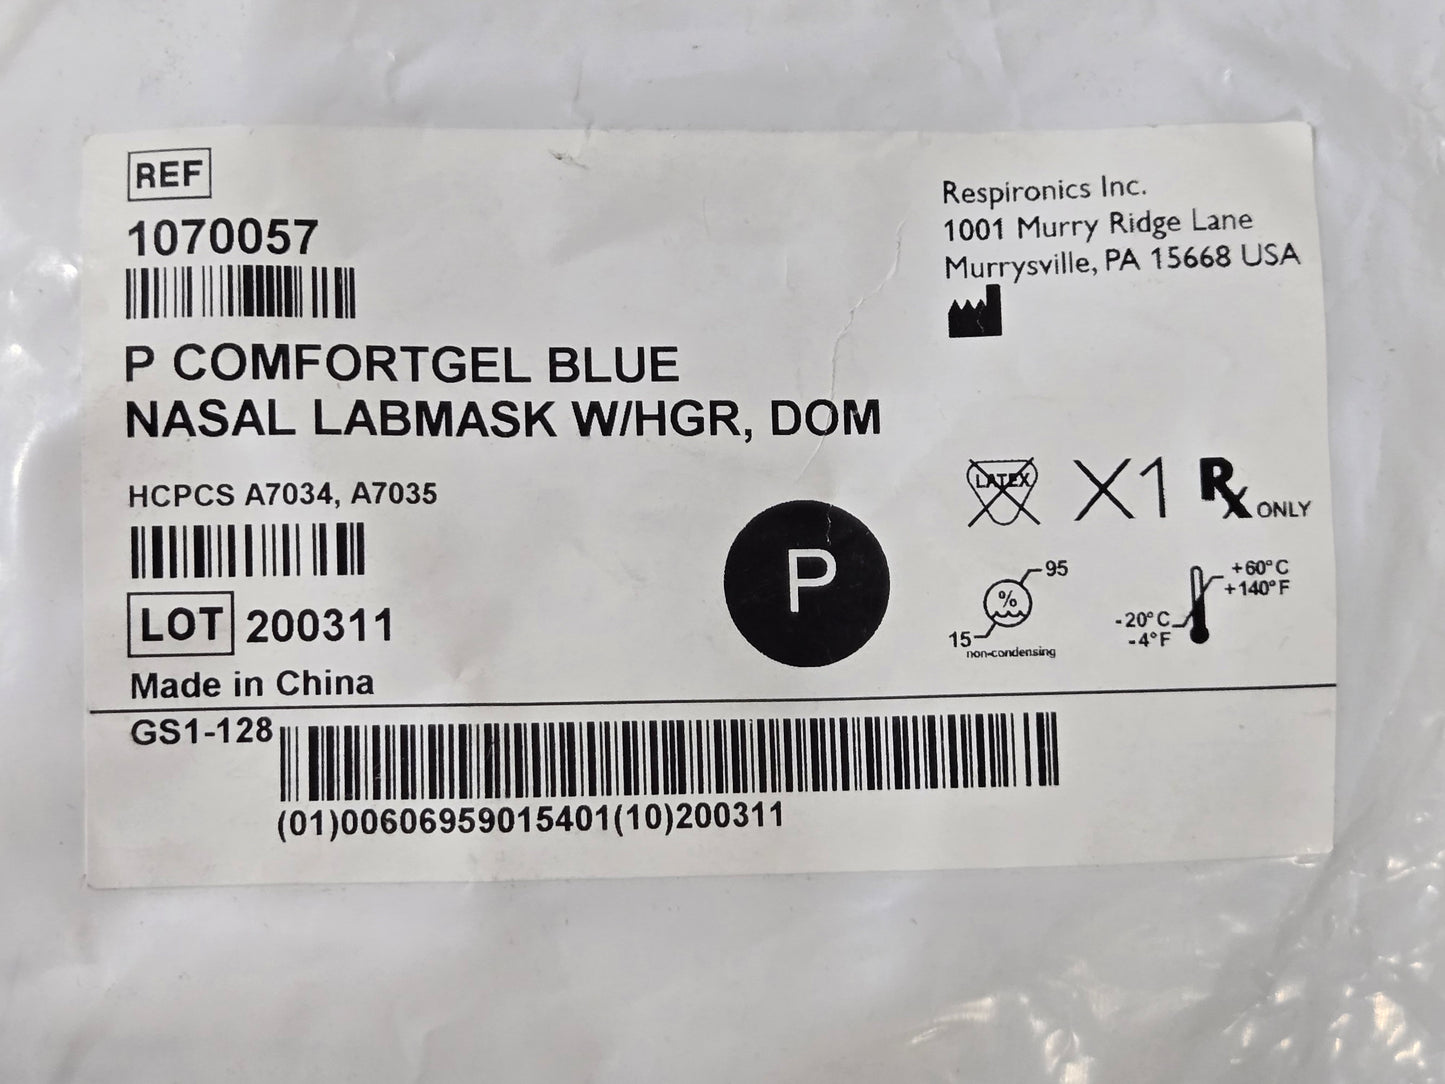 REF
1070057
P COMFORTGEL BLUE
NASAL LABMASK W/HGR, DOM
HCPCS A7034, A7035
LOT 200311
Made in China
Respironics Inc.
1001 Murry Ridge Lane
Murrysville, PA 15668 USA
LATEX X1 Rx ONLY
P
95
%
15
non-condensing
+60°C
+140°F
-20°C
-4°F
GS1-128
(01)00606959015401(10)200311